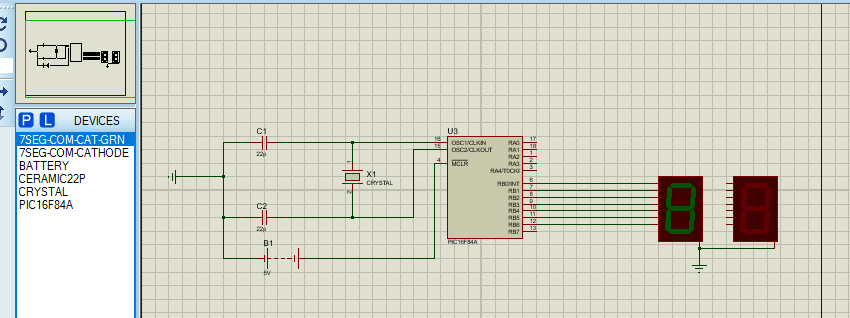 P L DEVICES
7SEG-COM-CAT-GRN
7SEG-COM-CATHODE
BATTERY
CERAMIC22P
CRYSTAL
PIC16F84A
C1
22p
X1
CRYSTAL
1
2
C2
22p
B1
5V
U3
16 OSC1/CLKIN RA0 17
15 OSC2/CLKOUT RA1 18
RA2 1
4 MCLR RA3 2
RA4/T0CKI 3
RB0/INT 6
RB1 7
RB2 8
RB3 9
RB4 10
RB5 11
RB6 12
RB7 13
PIC16F84A